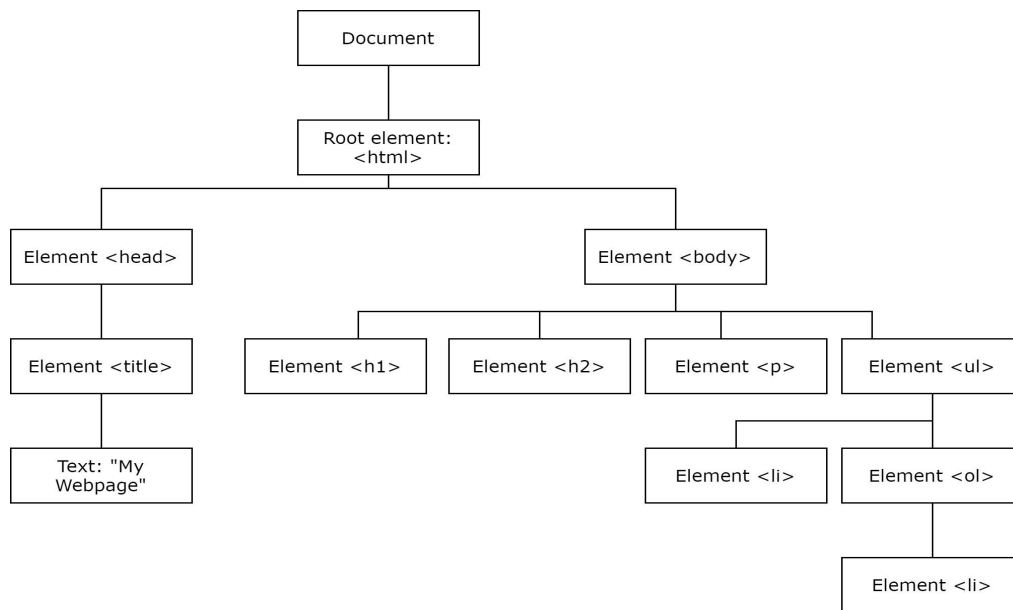 Document
Root element:
<html>
Element <head>
Element <body>
Element <title>
Element <h1>
Element <h2>
Element <p>
Element <ul>
Text: "My
Webpage"
Element <li>
Element <ol>
Element <li>